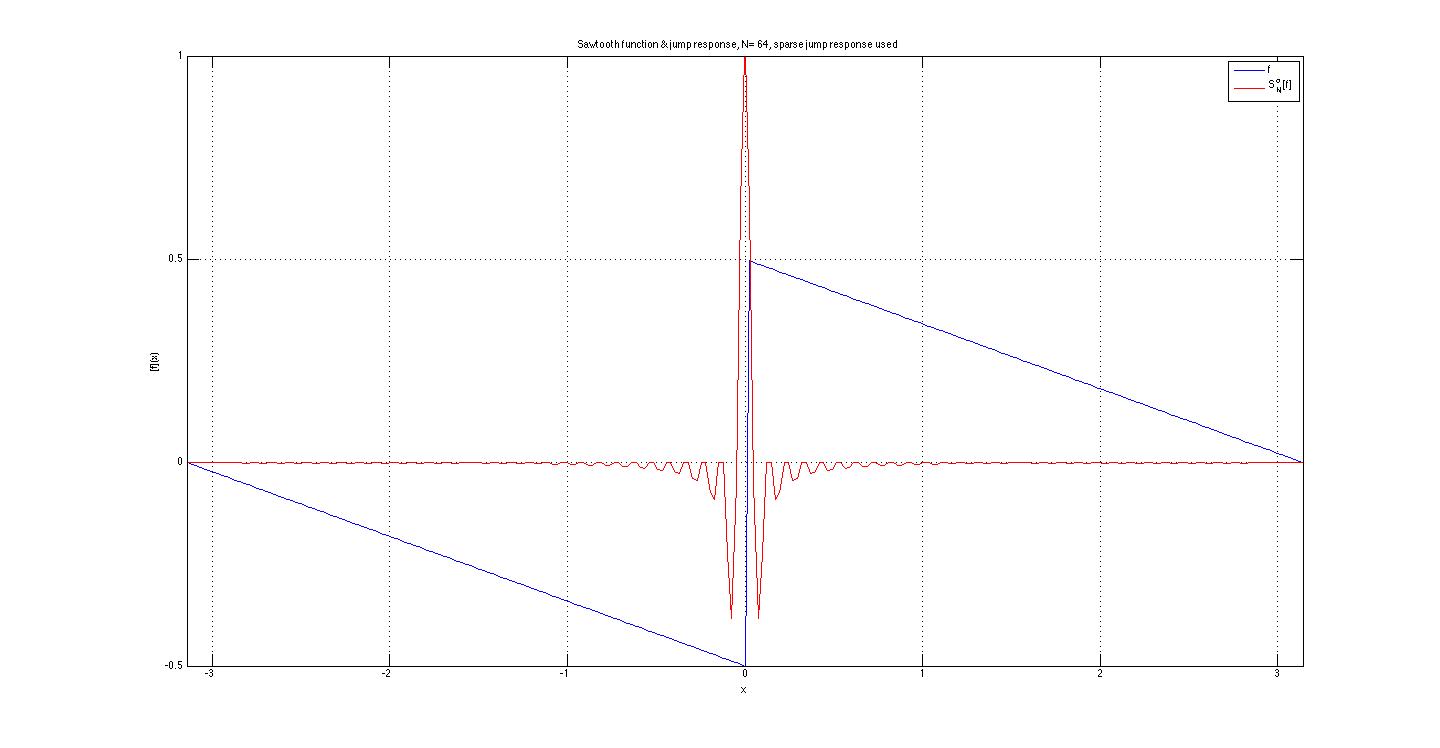 Sawtooth function & jump response, N= 64, sparse jump response used
1
f
S_N^σ[f]
0.5
[f](x)
0
-0.5
-3 -2 -1 0 1 2 3
x